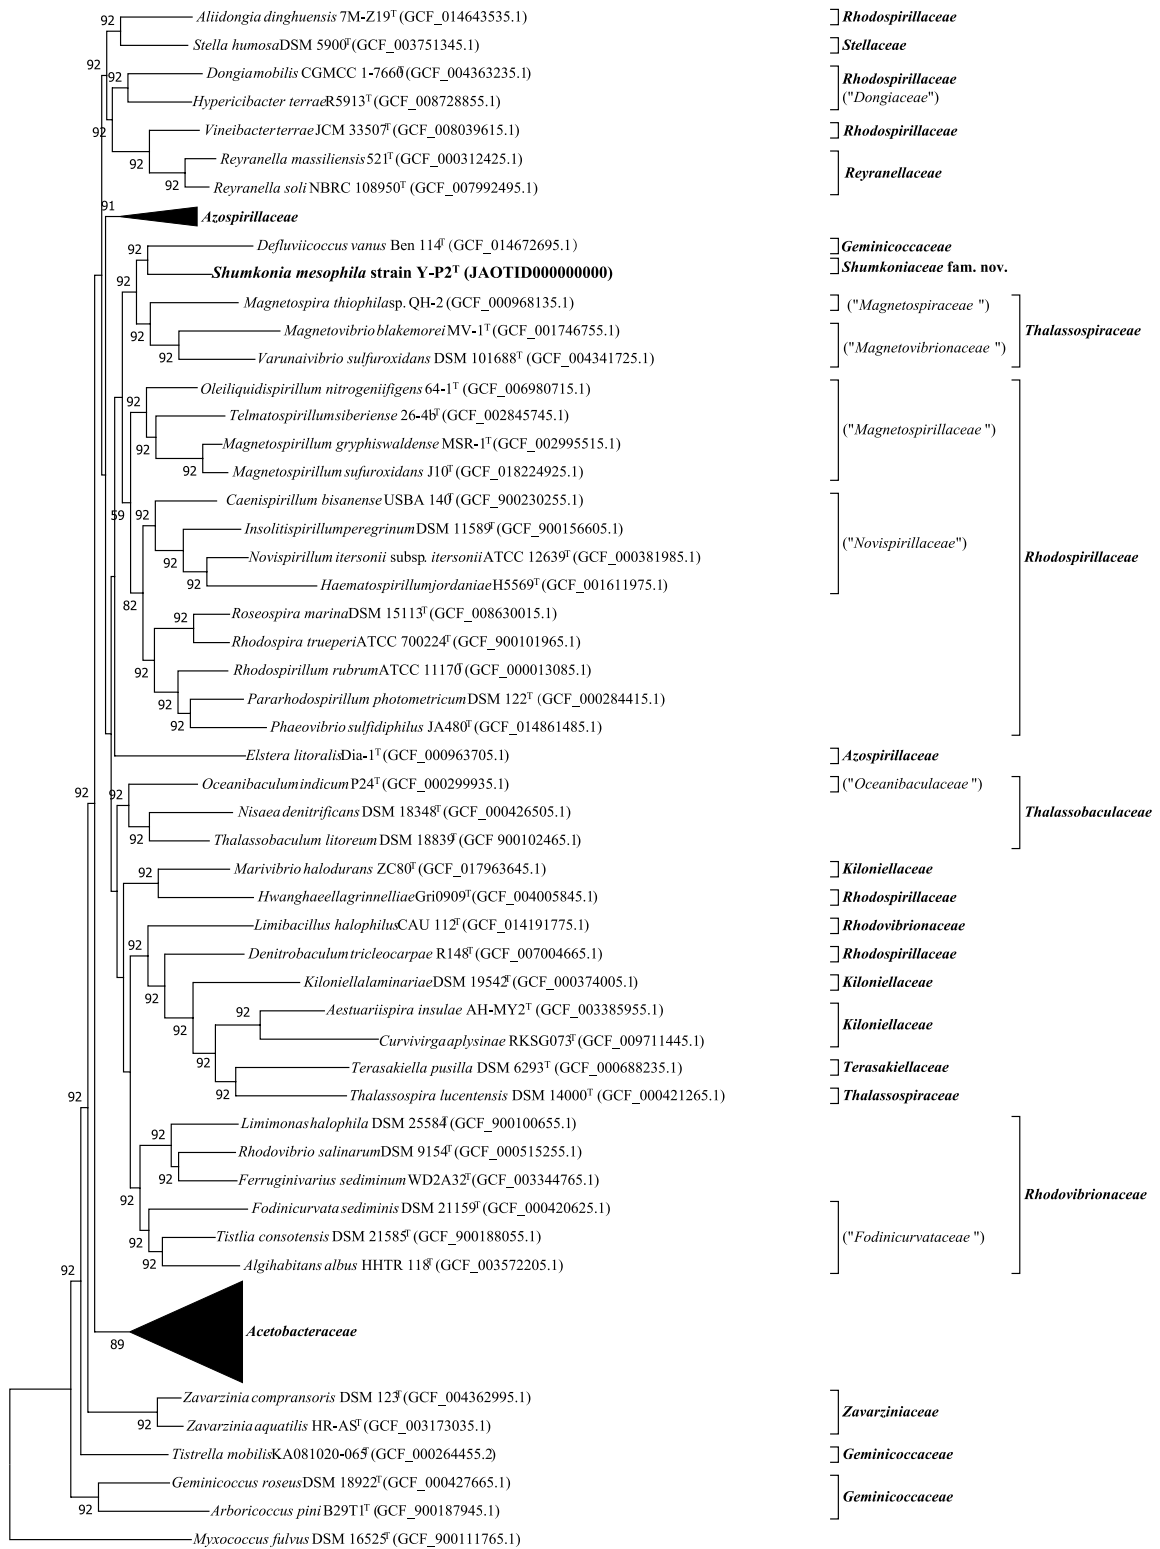 92
Aliidongia dinghuensis 7M-Z19T (GCF_014643535.1) Rhodospirillaceae
Stella humosa DSM 5900T (GCF_003751345.1) Stellaceae
92 92
Dongia mobilis CGMCC 1-7660T (GCF_004363235.1) Rhodospirillaceae
Hypericibacter terrae R5913T (GCF_008728855.1) ("Dongiaceae")
92
Vineibacter terrae JCM 33507T (GCF_008039615.1) Rhodospirillaceae
92
Reyranella massiliensis 521T (GCF_000312425.1) Reyranellaceae
92
Reyranella soli NBRC 108950T (GCF_007992495.1)
91
Azospirillaceae
92
Defluviicoccus vanus Ben 114T (GCF_014672695.1) Geminicoccaceae
92
Shumkonia mesophila strain Y-P2T (JAOTID000000000) Shumkoniaceae fam. nov.
Magnetospira thiophila sp. QH-2 (GCF_000968135.1) ("Magnetospiraceae ")
92
Magnetovibrio blakemorei MV-1T (GCF_001746755.1) Thalassospiraceae
("Magnetovibrionaceae ")
92
Varunaivibrio sulfuroxidans DSM 101688T (GCF_004341725.1)
92
Oleiliquidispirillum nitrogeniifigens 64-1T (GCF_006980715.1)
Telmatospirillum siberiense 26-4bT (GCF_002845745.1)
("Magnetospirillaceae ")
92
Magnetospirillum gryphiswaldense MSR-1T (GCF_002995515.1)
92
Magnetospirillum sufuroxidans J10T (GCF_018224925.1)
59 92
Caenispirillum bisanense USBA 140T (GCF_900230255.1)
Insolitispirillum peregrinum DSM 11589T (GCF_900156605.1)
("Novispirillaceae")
92
Novispirillum itersonii subsp. itersonii ATCC 12639T (GCF_000381985.1) Rhodospirillaceae
92
Haematospirillum jordaniae H5569T (GCF_001611975.1)
82
92
Roseospira marina DSM 15113T (GCF_008630015.1)
Rhodospira trueperi ATCC 700224T (GCF_900101965.1)
92
Rhodospirillum rubrum ATCC 11170T (GCF_000013085.1)
92
Pararhodospirillum photometricum DSM 122T (GCF_000284415.1)
92
Phaeovibrio sulfidiphilus JA480T (GCF_014861485.1)
Elstera litoralis Dia-1T (GCF_000963705.1) Azospirillaceae
92 92
Oceanibaculum indicum P24T (GCF_000299935.1) ("Oceanibaculaceae ")
Nisaea denitrificans DSM 18348T (GCF_000426505.1) Thalassobaculaceae
92
Thalassobaculum litoreum DSM 18839T (GCF 900102465.1)
92
Marivibrio halodurans ZC80T (GCF_017963645.1) Kiloniellaceae
Hwanghaeella grinnelliae Gri0909T (GCF_004005845.1) Rhodospirillaceae
92
Limibacillus halophilus CAU 112T (GCF_014191775.1) Rhodovibrionaceae
Denitrobaculum tricleocarpae R148T (GCF_007004665.1) Rhodospirillaceae
92
Kiloniella laminariae DSM 19542T (GCF_000374005.1) Kiloniellaceae
92 92
Aestuariispira insulae AH-MY2T (GCF_003385955.1) Kiloniellaceae
Curvivirga aplysinae RKSG073T (GCF_009711445.1)
92
Terasakiella pusilla DSM 6293T (GCF_000688235.1) Terasakiellaceae
92
Thalassospira lucentensis DSM 14000T (GCF_000421265.1) Thalassospiraceae
92
92
Limimonas halophila DSM 25584T (GCF_900100655.1)
Rhodovibrio salinarum DSM 9154T (GCF_000515255.1)
92
Ferruginivarius sediminum WD2A32T (GCF_003344765.1) Rhodovibrionaceae
92
Fodinicurvata sediminis DSM 21159T (GCF_000420625.1)
92
Tistlia consotensis DSM 21585T (GCF_900188055.1) ("Fodinicurvataceae ")
92
Algihabitans albus HHTR 118T (GCF_003572205.1)
92
Acetobacteraceae
89
Zavarzinia compransoris DSM 123T (GCF_004362995.1) Zavarziniaceae
92
Zavarzinia aquatilis HR-AST (GCF_003173035.1)
Tistrella mobilis KA081020-065T (GCF_000264455.2) Geminicoccaceae
Geminicoccus roseus DSM 18922T (GCF_000427665.1) Geminicoccaceae
92
Arboricoccus pini B29T1T (GCF_900187945.1)
Myxococcus fulvus DSM 16525T (GCF_900111765.1)